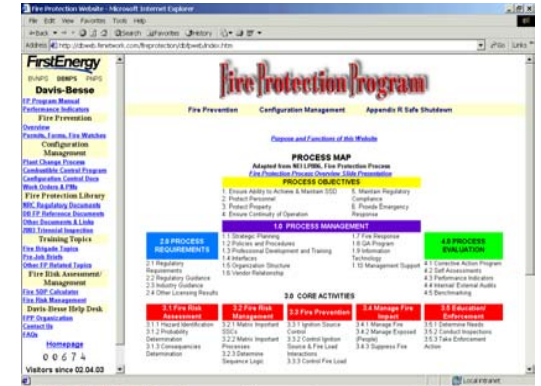 Fire Protection Website - Microsoft Internet Explorer
File Edit View Favorites Tools Help
Back Search Favorites History
Address http://dbweb.fenetwork.com/fireprotection/dbfpweb/index.htm Go Links
FirstEnergy
BVNPS DBNPS PNPS
Davis-Besse
FP Program Manual
Performance Indicators
Fire Prevention
Overview
Permits, Forms, Fire Watches
Configuration
Management
Plant Change Process
Combustible Control Program
Configuration Control Docs
Work Orders & PMs
Fire Protection Library
NRC Regulatory Documents
DB FP Reference Documents
Other Documents & Links
2003 Triennial Inspection
Training Topics
Fire Brigade Topics
Pre-Job Briefs
Other FP Related Topics
Fire Risk Assessment/
Management
Fire SDP Calculator
Fire Risk Management
Davis-Besse Help Desk
FPP Organization
Contact Us
FAQs
Homepage
0 0 6 7 4
Visitors since 02.04.03
Fire Protection Program
Fire Prevention Configuration Management Appendix R Safe Shutdown
Purpose and Functions of this Website
PROCESS MAP
Adapted from NEI LP006, Fire Protection Process
Fire Protection Process Overview Slide Presentation
PROCESS OBJECTIVES
1. Ensure Ability to Achieve & Maintain SSD
2. Protect Personnel
3. Protect Property
4. Ensure Continuity of Operation
5. Maintain Regulatory
Compliance
6. Provide Emergency
Response
1.0 PROCESS MANAGEMENT
1.1 Strategic Planning
1.2 Policies and Procedures
1.3 Professional Development and Training
1.4 Interfaces
1.5 Organization Structure
1.6 Vendor Relationship
1.7 Fire Response
1.8 QA Program
1.9 Information
Technology
1.10 Management Support
2.0 PROCESS
REQUIREMENTS
2.1 Regulatory
Requirements
2.2 Regulatory Guidance
2.3 Industry Guidance
2.4 Other Licensing Results
4.0 PROCESS
EVALUATION
4.1 Corrective Action Program
4.2 Self Assessments
4.3 Performance Indicators
4.4 Internal External Audits
4.5 Benchmarking
3.0 CORE ACTIVITIES
3.1 Fire Risk
Assessment
3.1.1 Hazard Identification
3.1.2 Probability
Determination
3.1.3 Consequences
Determination
3.2 Fire Risk
Management
3.2.1 Matrix Important
SSCs
3.2.2 Matrix Important
Processes
3.2.3 Determine
Sequence Logic
3.3 Fire Prevention
3.3.1 Ignition Source
Control
3.3.2 Control Ignition
Source & Fire Load
Interactions
3.3.3 Control Fire Load
3.4 Manage Fire
Impact
3.4.1 Manage Fire
3.4.2 Manage Exposed
(People)
3.4.3 Suppress Fire
3.5 Education/
Enforcement
3.5.1 Determine Needs
3.5.2 Conduct Inspections
3.5.3 Take Enforcement
Action
Local intranet